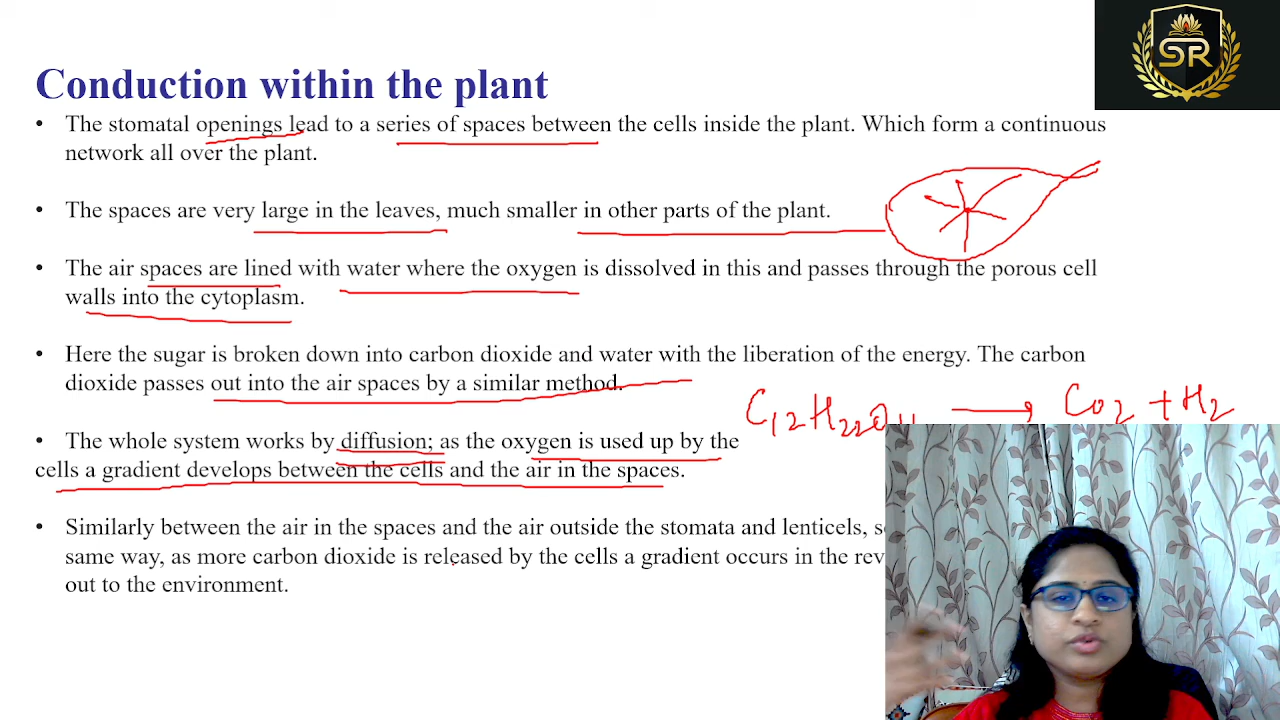 SR
Conduction within the plant
• The stomatal openings lead to a series of spaces between the cells inside the plant. Which form a continuous
network all over the plant.
• The spaces are very large in the leaves, much smaller in other parts of the plant.
• The air spaces are lined with water where the oxygen is dissolved in this and passes through the porous cell
walls into the cytoplasm.
• Here the sugar is broken down into carbon dioxide and water with the liberation of the energy. The carbon
dioxide passes out into the air spaces by a similar method.
C12H22O11 → CO2 + H2
• The whole system works by diffusion; as the oxygen is used up by the
cells a gradient develops between the cells and the air in the spaces.
• Similarly between the air in the spaces and the air outside the stomata and lenticels,
same way, as more carbon dioxide is released by the cells a gradient occurs in the
out to the environment.